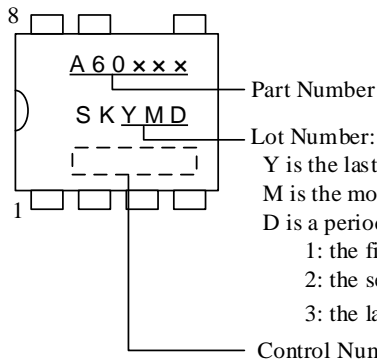 8
A60×××
Part Number
SKYMD
Lot Number:
Y is the last
M is the mo
D is a period
1: the fi
2: the se
3: the la
1
Control Num